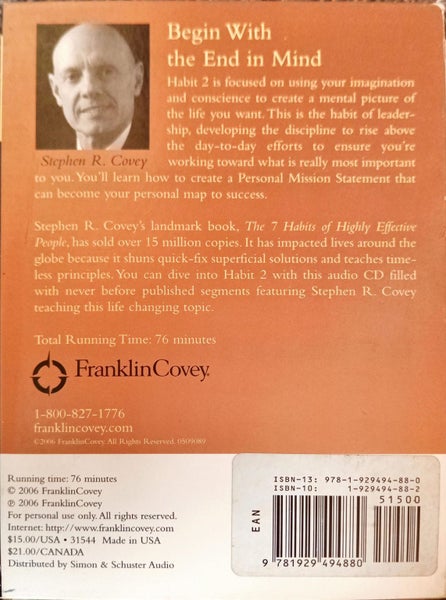 Begin With
the End in Mind
Habit 2 is focused on using your imagination
and conscience to create a mental picture of
the life you want. This is the habit of leader-
ship, developing the discipline to rise above
the day-to-day efforts to ensure you're
working toward what is really most important
to you. You'll learn how to create a Personal Mission Statement that
can become your personal map to success.
Stephen R. Covey
Stephen R. Covey's landmark book, The 7 Habits of Highly Effective
People, has sold over 15 million copies. It has impacted lives around the
globe because it shuns quick-fix superficial solutions and teaches time-
less principles. You can dive into Habit 2 with this audio CD filled
with never before published segments featuring Stephen R. Covey
teaching this life changing topic.
Total Running Time: 76 minutes
FranklinCovey.
1-800-827-1776
franklincovey.com
©2006 FranklinCovey. All Rights Reserved. 0509089
Running time: 76 minutes
© 2006 FranklinCovey
℗ 2006 FranklinCovey
For personal use only. All rights reserved.
Internet: http://www.franklincovey.com
$15.00/USA • 31544 Made in USA
$21.00/CANADA
Distributed by Simon & Schuster Audio
ISBN-13: 978-1-929494-88-0
ISBN-10: 1-929494-88-2
51500
EAN
9 781929 494880